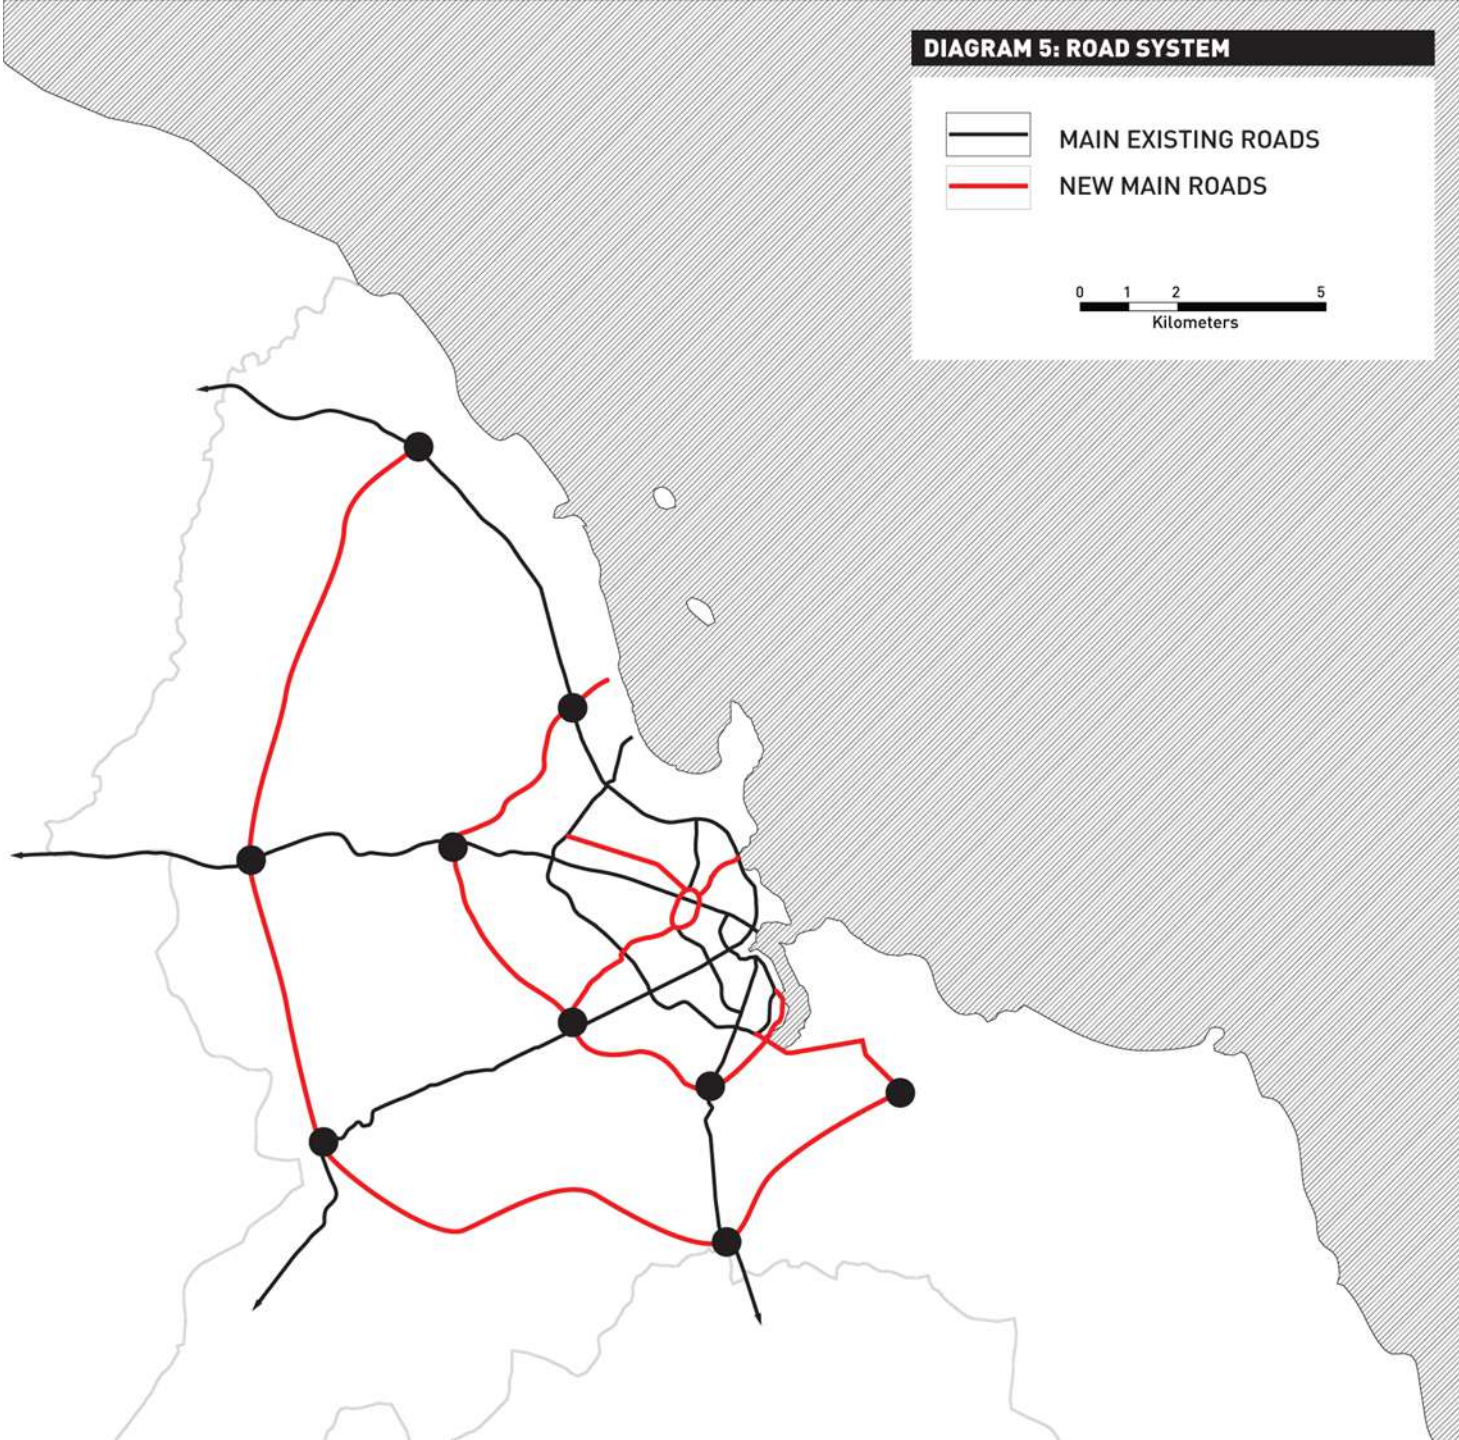 DIAGRAM 5: ROAD SYSTEM
MAIN EXISTING ROADS
NEW MAIN ROADS
0 1 2 5
Kilometers